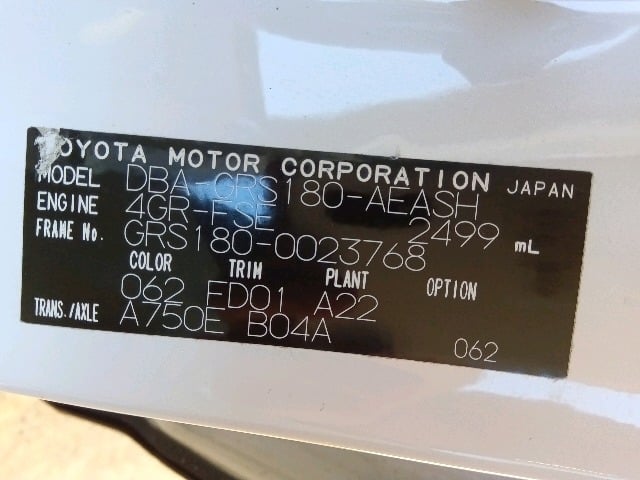 TOYOTA MOTOR CORPORATION JAPAN
MODEL DBA-GRS180-AEASH
ENGINE 4GR-FSE 2499 mL
FRAME No. GRS180-0023768
COLOR TRIM PLANT OPTION
062 FD01 A22
TRANS./AXLE A750E B04A
062